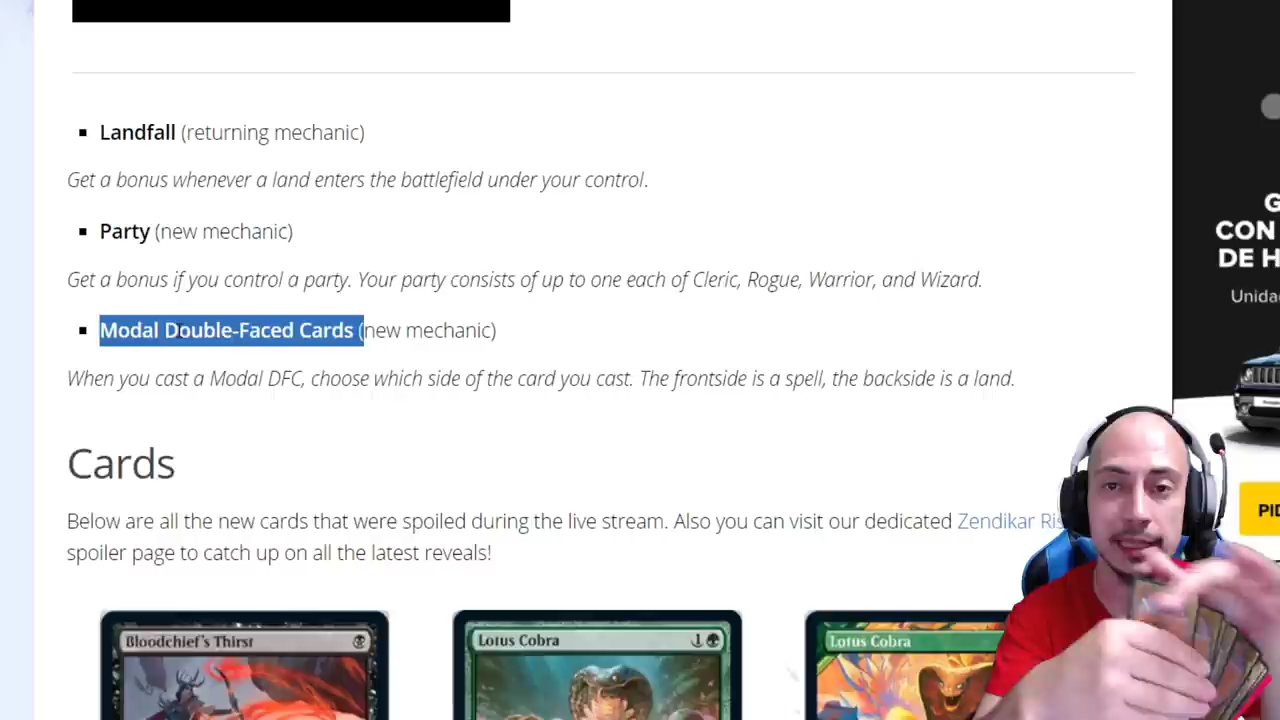 Landfall (returning mechanic)
Get a bonus whenever a land enters the battlefield under your control.
Party (new mechanic)
Get a bonus if you control a party. Your party consists of up to one each of Cleric, Rogue, Warrior, and Wizard.
Modal Double-Faced Cards (new mechanic)
When you cast a Modal DFC, choose which side of the card you cast. The frontside is a spell, the backside is a land.
Cards
Below are all the new cards that were spoiled during the live stream. Also you can visit our dedicated Zendikar Ris
spoiler page to catch up on all the latest reveals!
Bloodchief's Thirst
Lotus Cobra 1
Lotus Cobra
G
CON
DE H
Unida
PID